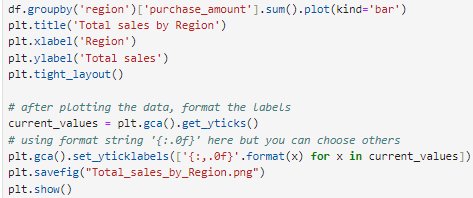 df.groupby('region')['purchase_amount'].sum().plot(kind='bar')
plt.title('Total sales by Region')
plt.xlabel('Region')
plt.ylabel('Total sales')
plt.tight_layout()

# after plotting the data, format the labels
current_values = plt.gca().get_yticks()
# using format string '{:.0f}' here but you can choose others
plt.gca().set_yticklabels(['{:,.0f}'.format(x) for x in current_values])
plt.savefig("Total_sales_by_Region.png")
plt.show()